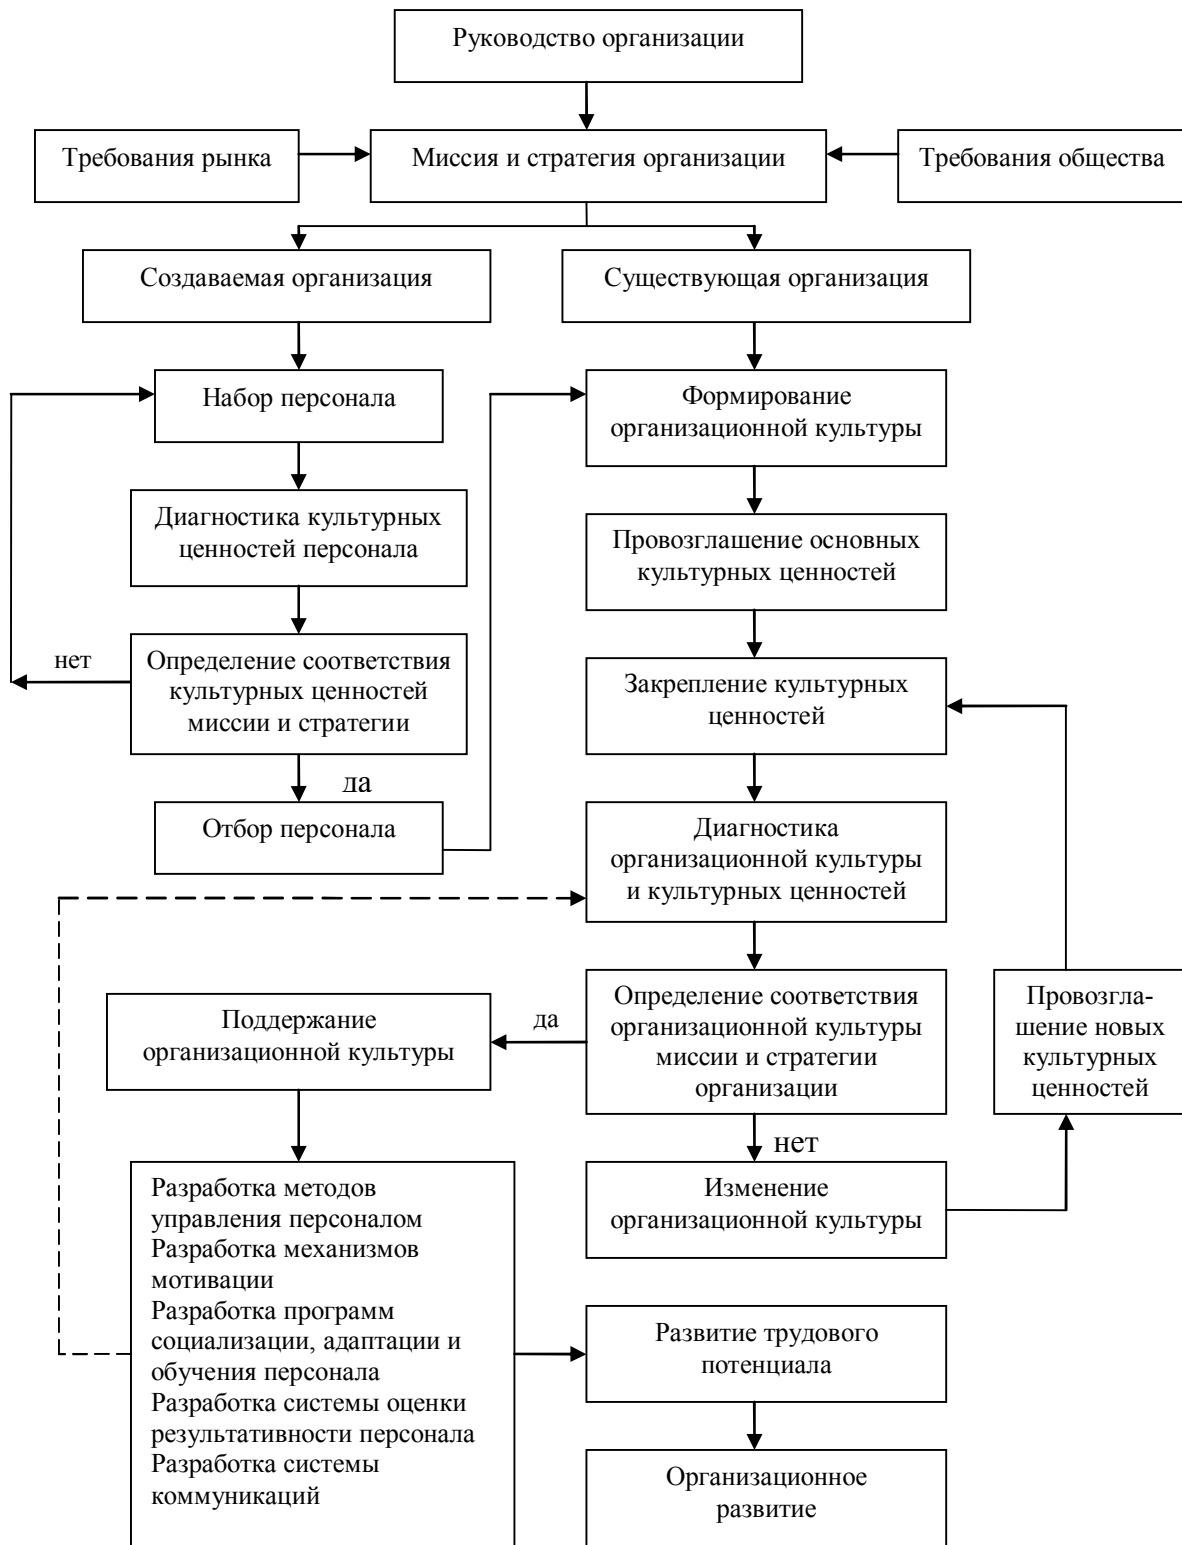 Руководство организации
Требования рынка
Миссия и стратегия организации
Требования общества
Создаваемая организация
Существующая организация
Набор персонала
Формирование
организационной культуры
Диагностика культурных
ценностей персонала
Провозглашение основных
культурных ценностей
нет
Определение соответствия
культурных ценностей
миссии и стратегии
Закрепление культурных
ценностей
да
Отбор персонала
Диагностика
организационной культуры
и культурных ценностей
Поддержание
организационной культуры
да
Определение соответствия
организационной культуры
миссии и стратегии
организации
Провозгла-
шение новых
культурных
ценностей
нет
Изменение
организационной культуры
Разработка методов
управления персоналом
Разработка механизмов
мотивации
Разработка программ
социализации, адаптации и
обучения персонала
Разработка системы оценки
результативности персонала
Разработка системы
коммуникаций
Развитие трудового
потенциала
Организационное
развитие